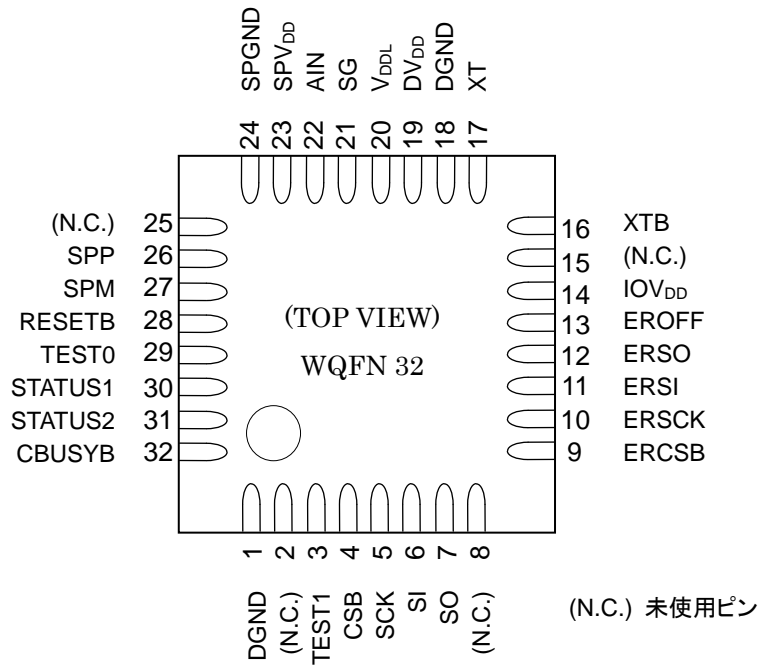 SPGND SPVDD AIN SG VDDL DVDD DGND XT
24 23 22 21 20 19 18 17
(N.C.) 25
SPP 26
SPM 27
RESETB 28
TEST0 29
STATUS1 30
STATUS2 31
CBUSYB 32
(TOP VIEW)
WQFN 32
16 XTB
15 (N.C.)
14 IOVDD
13 EROFF
12 ERSO
11 ERSI
10 ERSCK
9 ERCSB
1 2 3 4 5 6 7 8
DGND (N.C.) TEST1 CSB SCK SI SO (N.C.)
(N.C.) 未使用ピン